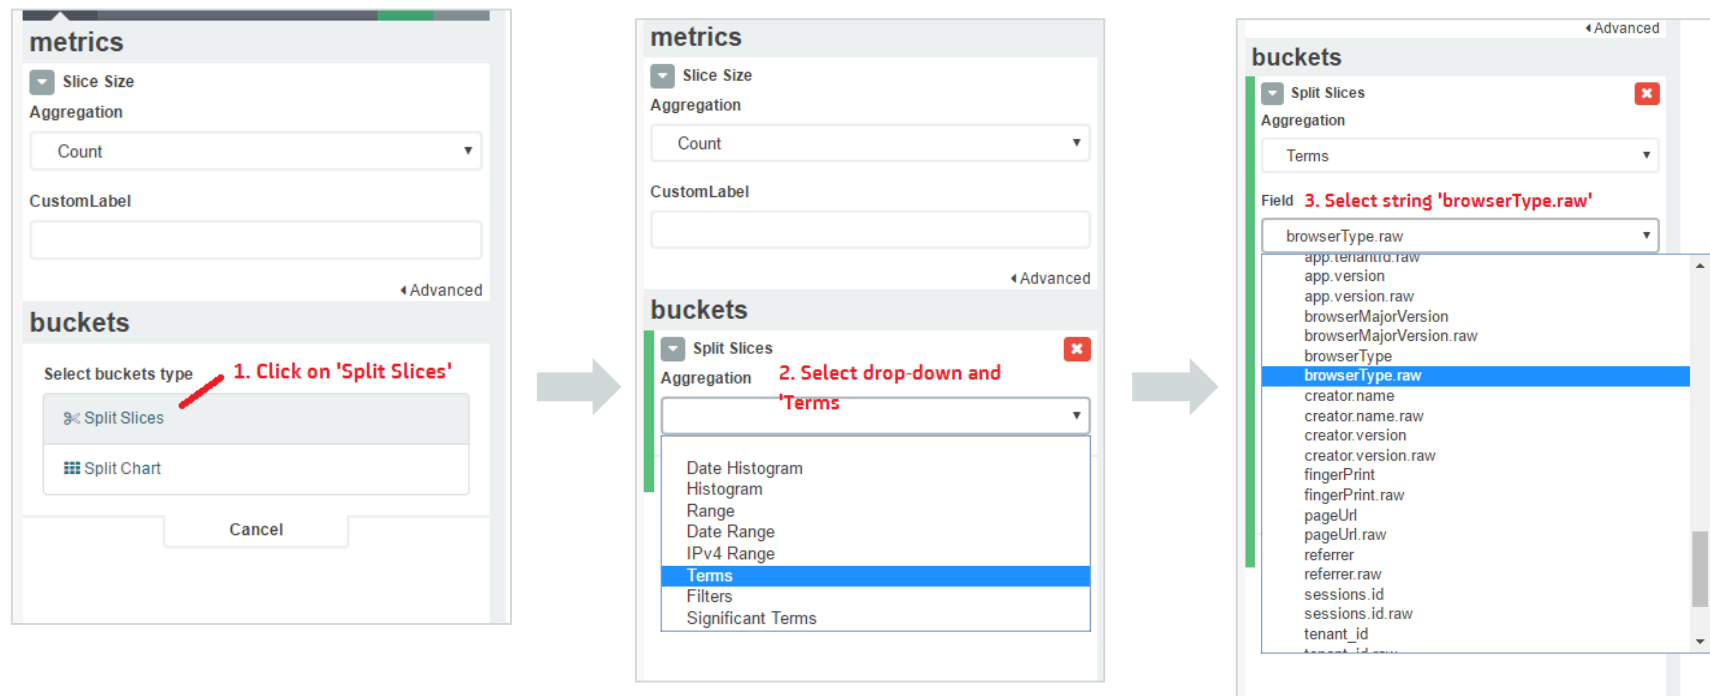 metrics
Slice Size
Aggregation
Count
CustomLabel
Advanced
buckets
Select buckets type
1. Click on 'Split Slices'
Split Slices
Split Chart
Cancel
metrics
Slice Size
Aggregation
Count
CustomLabel
Advanced
buckets
Split Slices
Aggregation
2. Select drop-down and
'Terms
Date Histogram
Histogram
Range
Date Range
IPv4 Range
Terms
Filters
Significant Terms
Advanced
buckets
Split Slices
Aggregation
Terms
Field 3. Select string 'browserType.raw'
browserType.raw
app.tenantId.raw
app.version
app.version.raw
browserMajorVersion
browserMajorVersion.raw
browserType
browserType.raw
creator.name
creator.name.raw
creator.version
creator.version.raw
fingerPrint
fingerPrint.raw
pageUrl
pageUrl.raw
referrer
referrer.raw
sessions.id
sessions.id.raw
tenant_id
tenant_id.raw